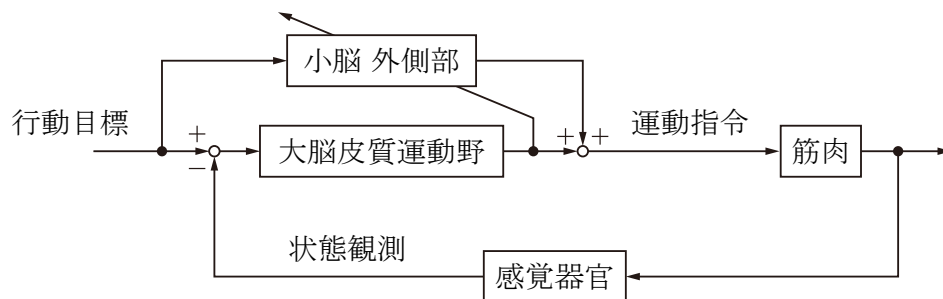 小脳 外側部
行動目標
+
−
大脳皮質運動野
+
+
運動指令
筋肉
状態観測
感覚器官